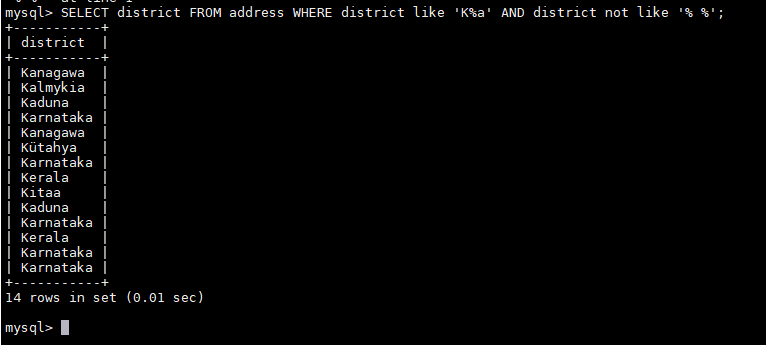 mysql> SELECT district FROM address WHERE district like 'K%a' AND district not like '% %';
+-----------+
| district  |
+-----------+
| Kanagawa  |
| Kalmykia  |
| Kaduna    |
| Karnataka |
| Kanagawa  |
| Kütahya   |
| Karnataka |
| Kerala    |
| Kitaa     |
| Kaduna    |
| Karnataka |
| Kerala    |
| Karnataka |
| Karnataka |
+-----------+
14 rows in set (0.01 sec)
mysql>